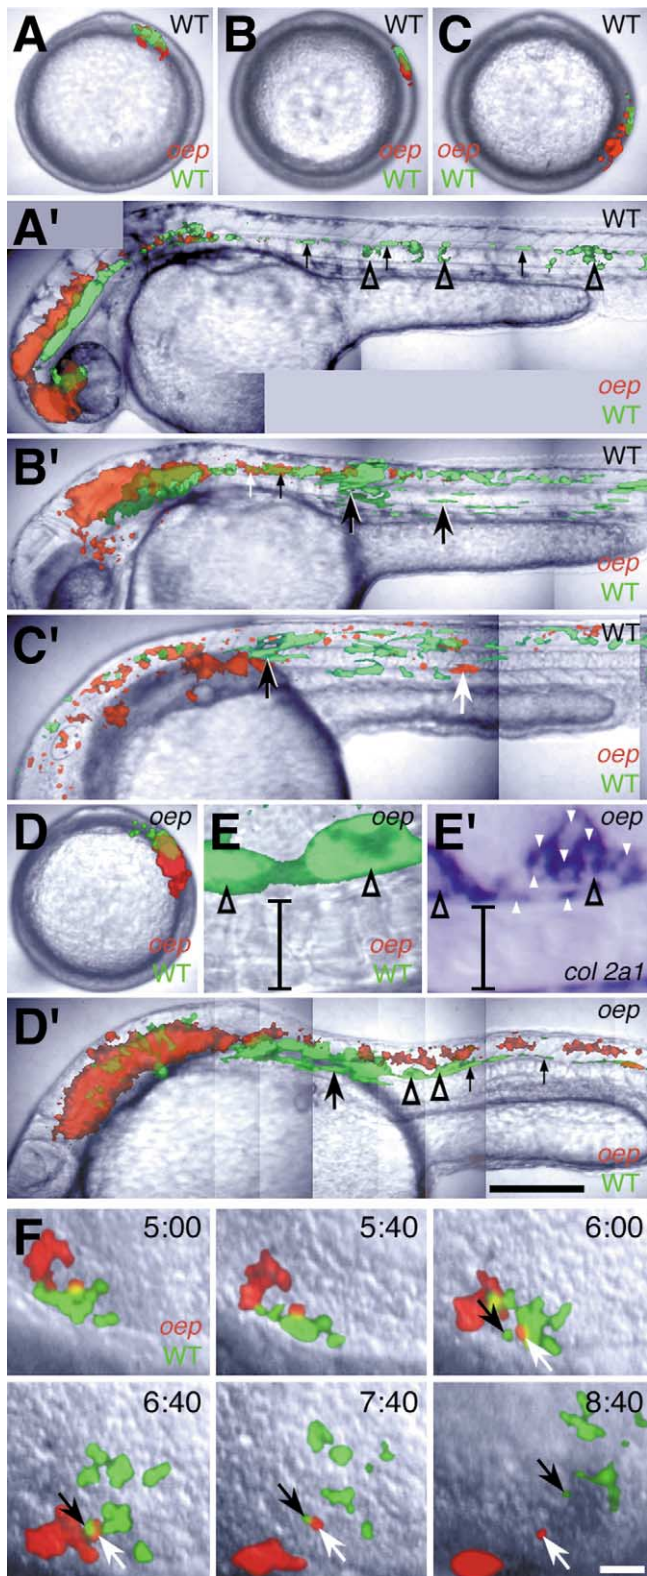 A WT
oep
WT
B WT
oep
WT
C WT
oep
WT
A' WT
oep
WT
B' WT
oep
WT
C' WT
oep
WT
D oep
oep
WT
E oep
oep
WT
E' oep
col 2a1
D' oep
oep
WT
F 5:00
oep
WT
5:40
6:00
6:40
7:40
8:40